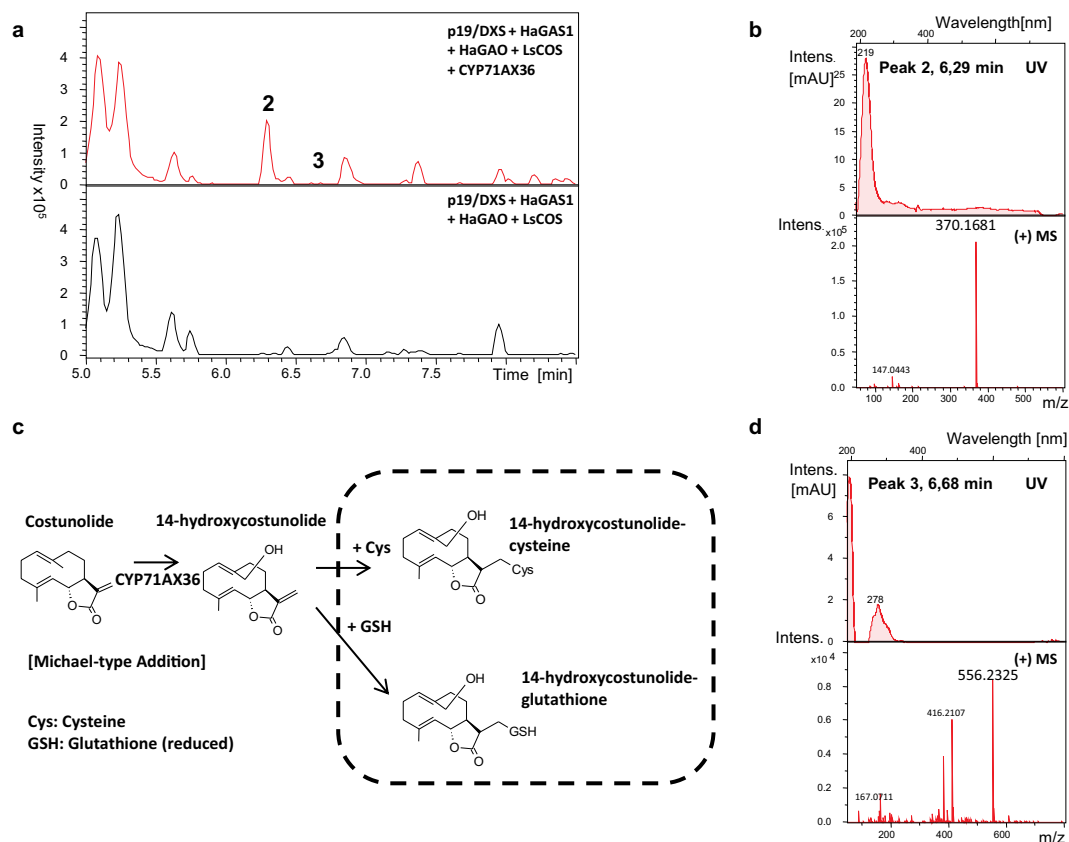 a
p19/DXS + HaGAS1
+ HaGAO + LsCOS
+ CYP71AX36
2
3
4
3
2
1
0
Intensity x10⁵
p19/DXS + HaGAS1
+ HaGAO + LsCOS
4
3
2
1
0
5.0 5.5 6.0 6.5 7.0 7.5 Time [min]
b
Wavelength[nm]
200 400
Intens.
[mAU]
219
Peak 2, 6,29 min UV
25
20
15
10
5
0
Intens.
x10⁵
370.1681
(+) MS
2.0
1.5
1.0
0.5
0.0
147.0443
100 200 300 400 500
m/z
c
Costunolide
14-hydroxycostunolide
CYP71AX36
OH
O
O
OH
O
O
CH₃
CH₃
[Michael-type Addition]
Cys: Cysteine
GSH: Glutathione (reduced)
+ Cys
14-hydroxycostunolide-
cysteine
OH
Cys
O
O
CH₃
+ GSH
14-hydroxycostunolide-
glutathione
OH
GSH
O
O
CH₃
d
Wavelength [nm]
200 400
Intens.
[mAU]
Peak 3, 6,68 min UV
6
4
278
2
0
Intens.
x10⁴
(+) MS
556.2325
0.8
416.2107
0.6
0.4
0.2
167.0711
0.0
200 400 600
m/z